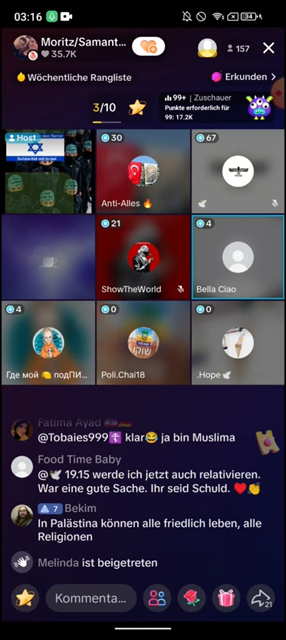 03:16
34
Moritz/Samant...
35.7K
157
Wöchentliche Rangliste
Erkunden >
3/10
99+ | Zuschauer
Punkte erforderlich für
99: 17.2K
Host
30
67
Anti-Alles 🔥
🕊
21
4
ShowTheWorld
Bella Ciao
4
0
0
Где мой 🍋 подПИ...
Poli.Chai18
.Hope🕊
Fatima Ayad
@Tobaies999✝️ klar😂 ja bin Muslima
Food Time Baby
@🕊 19.15 werde ich jetzt auch relativieren.
War eine gute Sache. Ihr seid Schuld. ❤️👏
7 Bekim
In Palästina können alle friedlich leben, alle
Religionen
Melinda ist beigetreten
Kommenta...
21